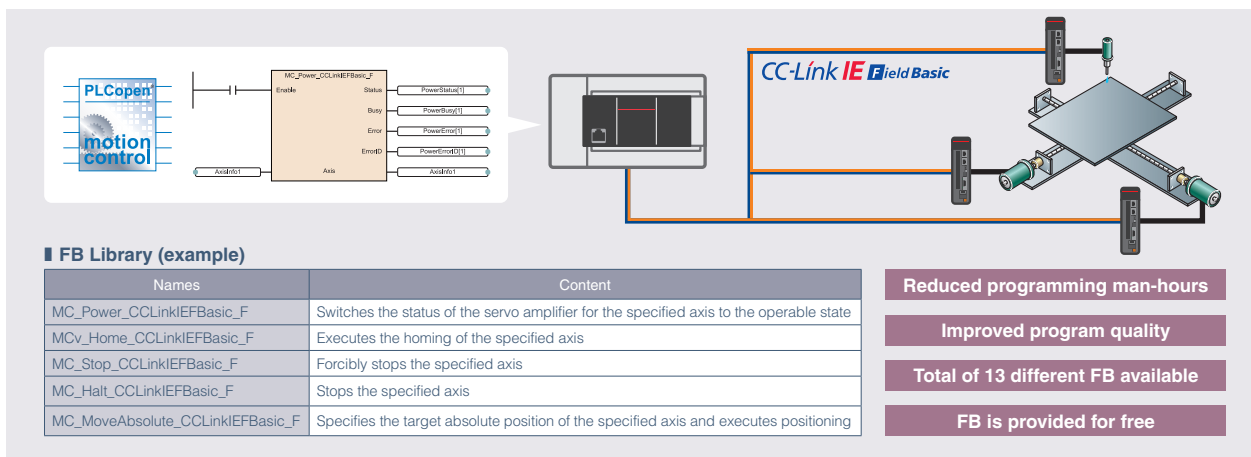 PLCopen
motion
control
MC_Power_CCLinkIEFBasic_F
Enable
Status
PowerStatus[1]
Busy
PowerBusy[1]
Error
PowerError[1]
ErrorID
PowerErrorID[1]
AxisInfo1
Axis
AxisInfo1
CC-Link IE Field Basic
FB Library (example)
Names Content
MC_Power_CCLinkIEFBasic_F Switches the status of the servo amplifier for the specified axis to the operable state
MCv_Home_CCLinkIEFBasic_F Executes the homing of the specified axis
MC_Stop_CCLinkIEFBasic_F Forcibly stops the specified axis
MC_Halt_CCLinkIEFBasic_F Stops the specified axis
MC_MoveAbsolute_CCLinkIEFBasic_F Specifies the target absolute position of the specified axis and executes positioning
Reduced programming man-hours
Improved program quality
Total of 13 different FB available
FB is provided for free